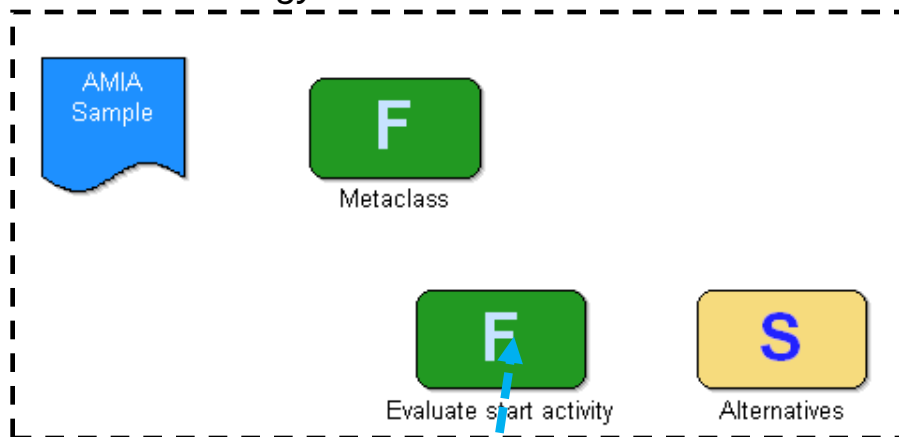 AMIA
Sample
F
Metaclass
F
S
Evaluate start activity
Alternatives